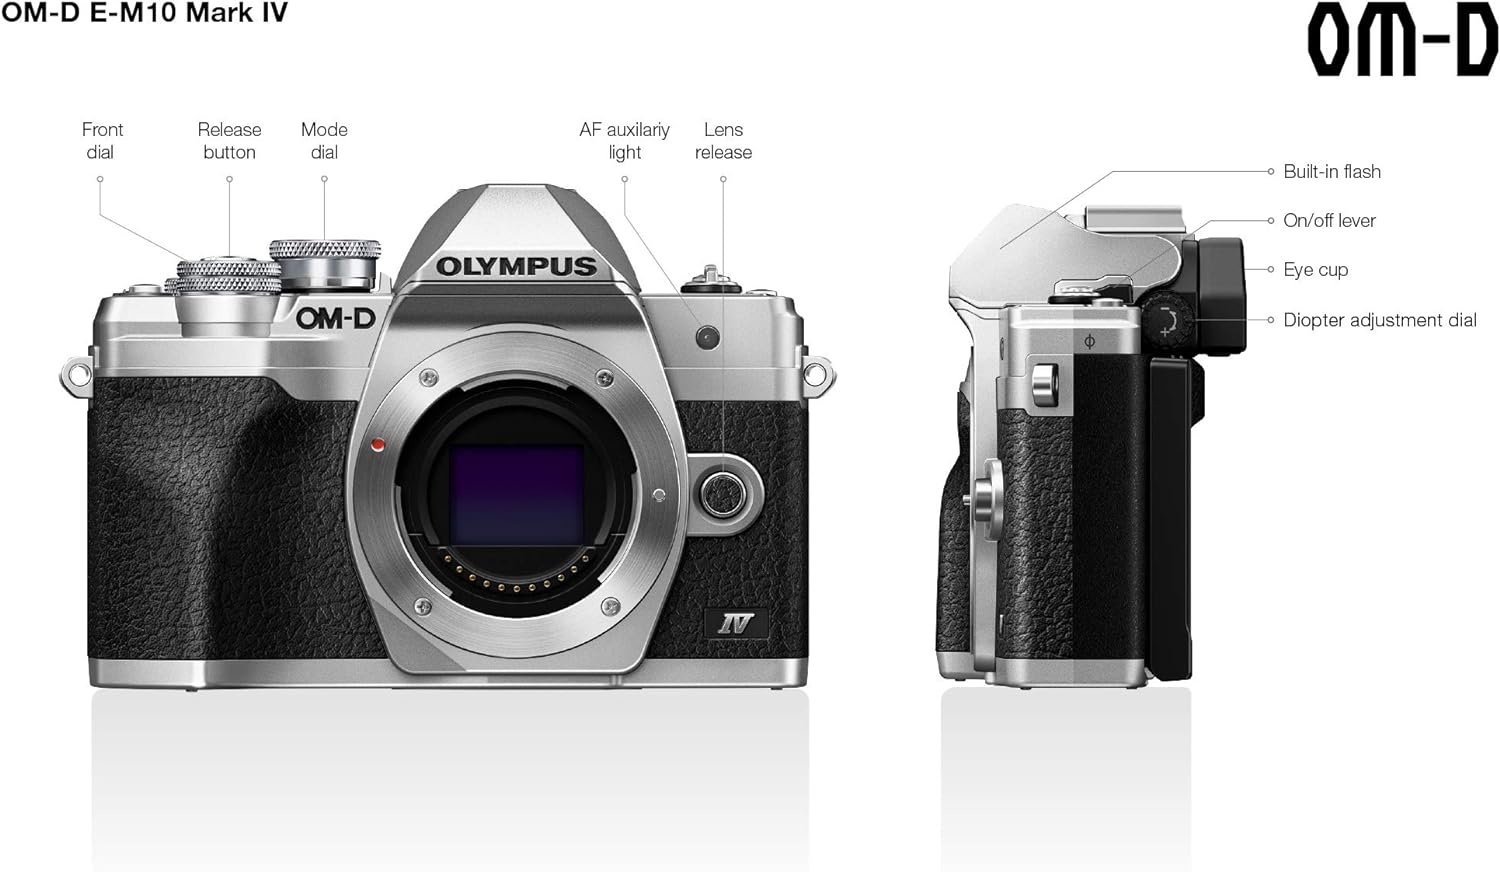 OM-D E-M10 Mark IV
OM-D
Front
dial
Release
button
Mode
dial
AF auxilariy
light
Lens
release
OLYMPUS
OM-D
IV
Built-in flash
On/off lever
Eye cup
Diopter adjustment dial